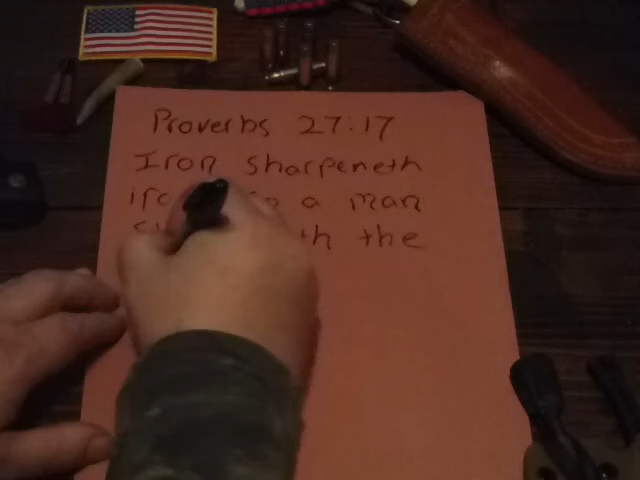 Proverbs 27:17
Iron sharpeneth
a man
the